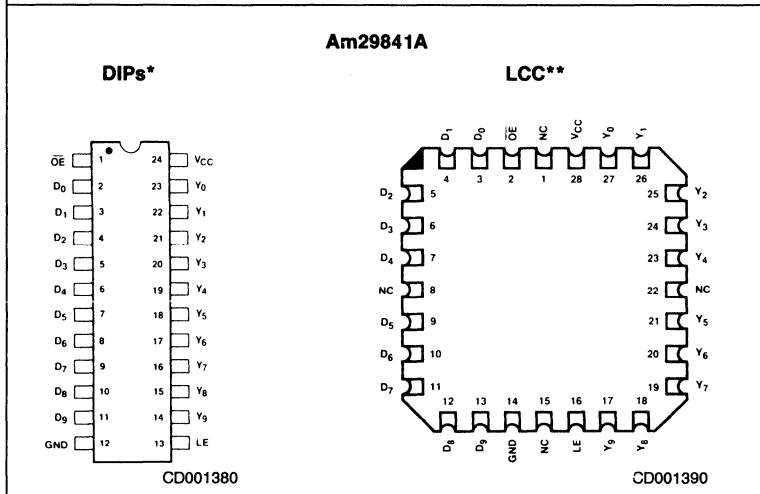 Am29841A
DIPs*
OE 1 24 VCC
D0 2 23 Y0
D1 3 22 Y1
D2 4 21 Y2
D3 5 20 Y3
D4 6 19 Y4
D5 7 18 Y5
D6 8 17 Y6
D7 9 16 Y7
D8 10 15 Y8
D9 11 14 Y9
GND 12 13 LE
CD001380
LCC**
D1 D0 OE NC VCC Y0 Y1
4 3 2 1 28 27 26
D2 5 25 Y2
D3 6 24 Y3
D4 7 23 Y4
NC 8 22 NC
D5 9 21 Y5
D6 10 20 Y6
D7 11 19 Y7
12 13 14 15 16 17 18
D8 D9 GND NC LE Y9 Y8
CD001390